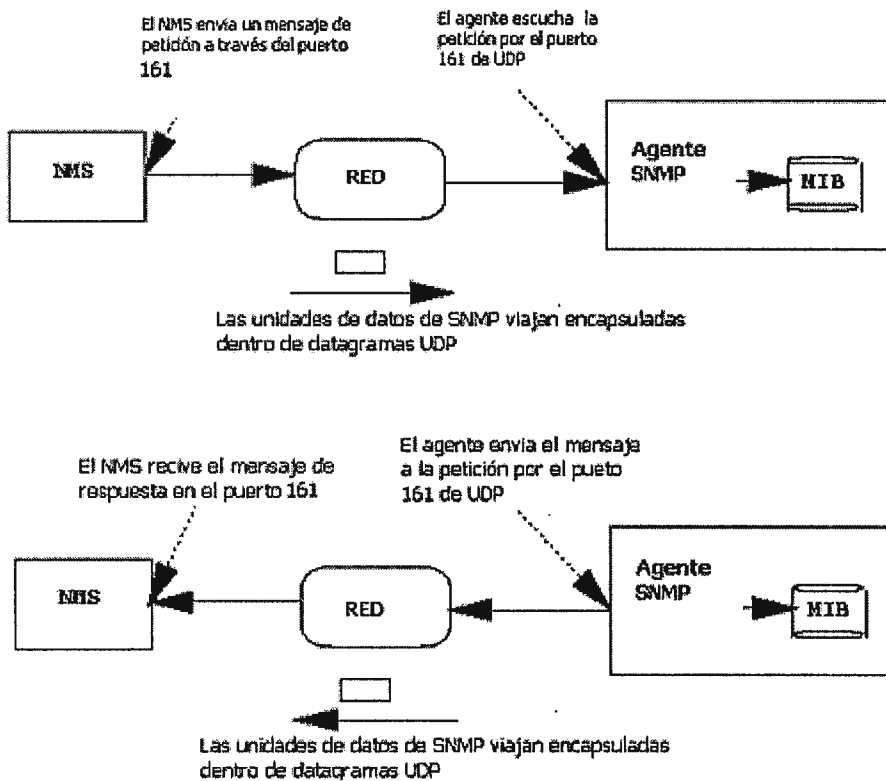 El NMS envia un mensaje de
petición a través del puerto
161
El agente escucha la
petición por el puerto
161 de UDP
NMS
RED
Agente
SNMP
MIB
Las unidades de datos de SNMP viajan encapsuladas
dentro de datagramas UDP
El NMS recive el mensaje de
respuesta en el puerto 161
El agente envia el mensaje
a la petición por el pueto
161 de UDP
NMS
RED
Agente
SNMP
MIB
Las unidades de datos de SNMP viajan encapsuladas
dentro de datagramas UDP